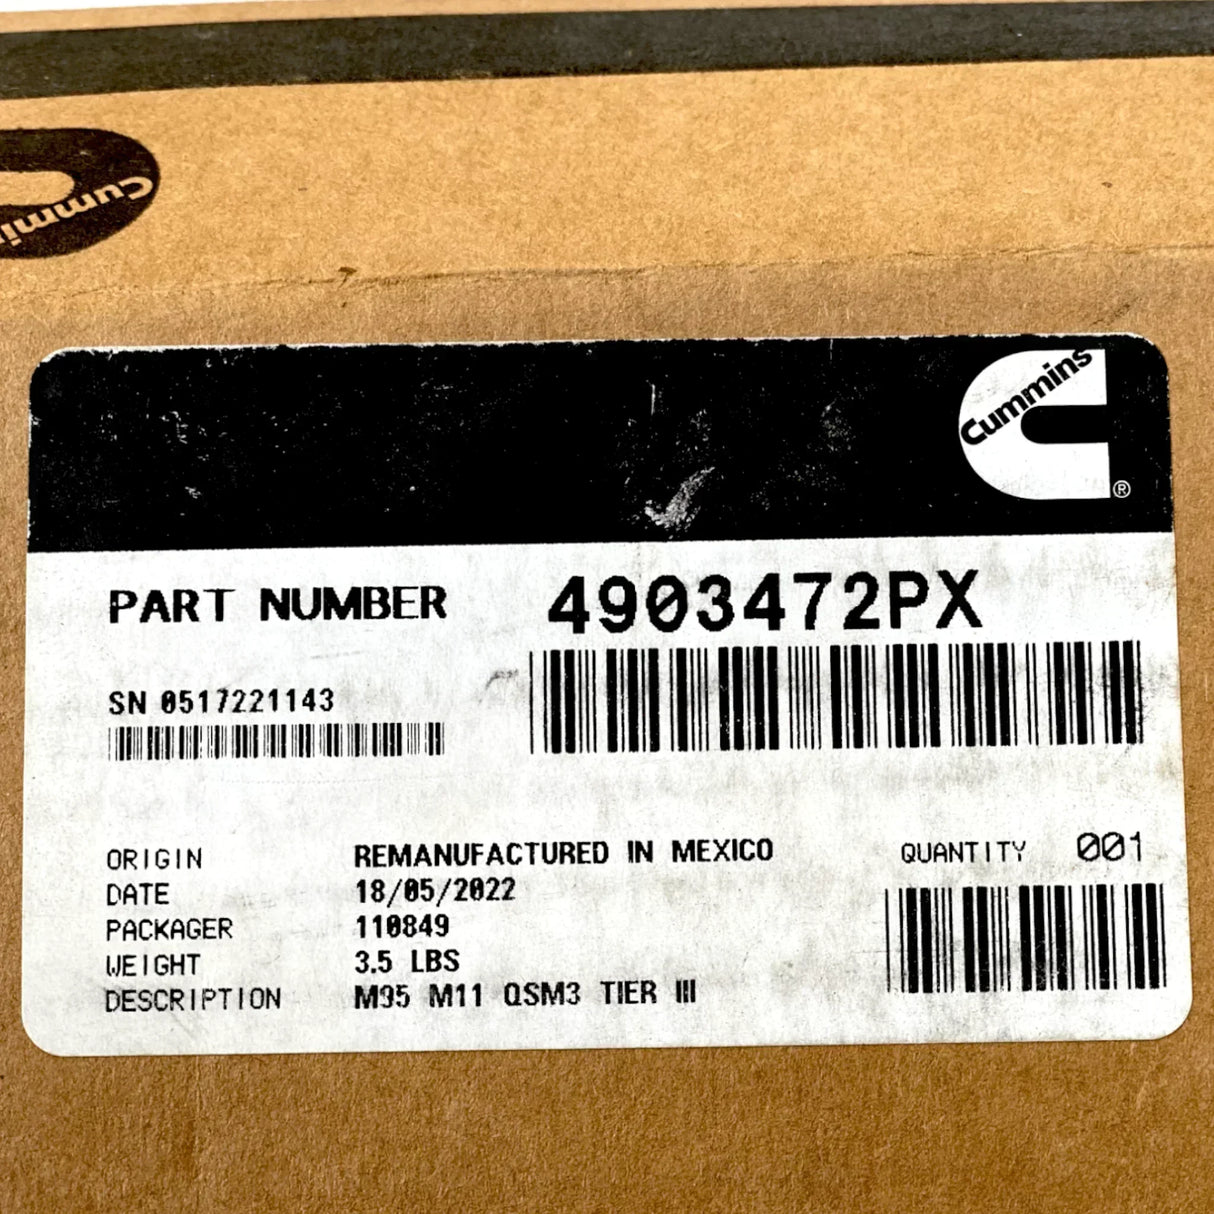 Cummins
Cummins
®
PART NUMBER 4903472PX
SN 0517221143
ORIGIN REMANUFACTURED IN MEXICO
QUANTITY 001
DATE 18/05/2022
PACKAGER 110849
WEIGHT 3.5 LBS
DESCRIPTION M95 M11 QSM3 TIER III